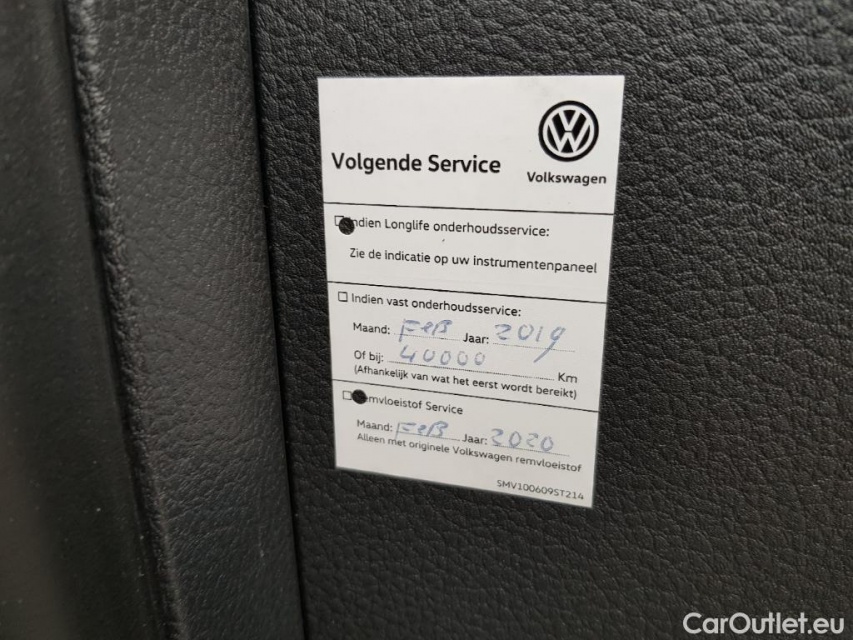 Volgende Service
Volkswagen
Indien Longlife onderhoudsservice:
Zie de indicatie op uw instrumentenpaneel
Indien vast onderhoudsservice:
Maand: FEB Jaar: 2019
Of bij: 40000 Km
(Afhankelijk van wat het eerst wordt bereikt)
Remvloeistof Service
Maand: FEB Jaar: 2020
Alleen met originele Volkswagen remvloeistof
SMV100609ST214
CarOutlet.eu